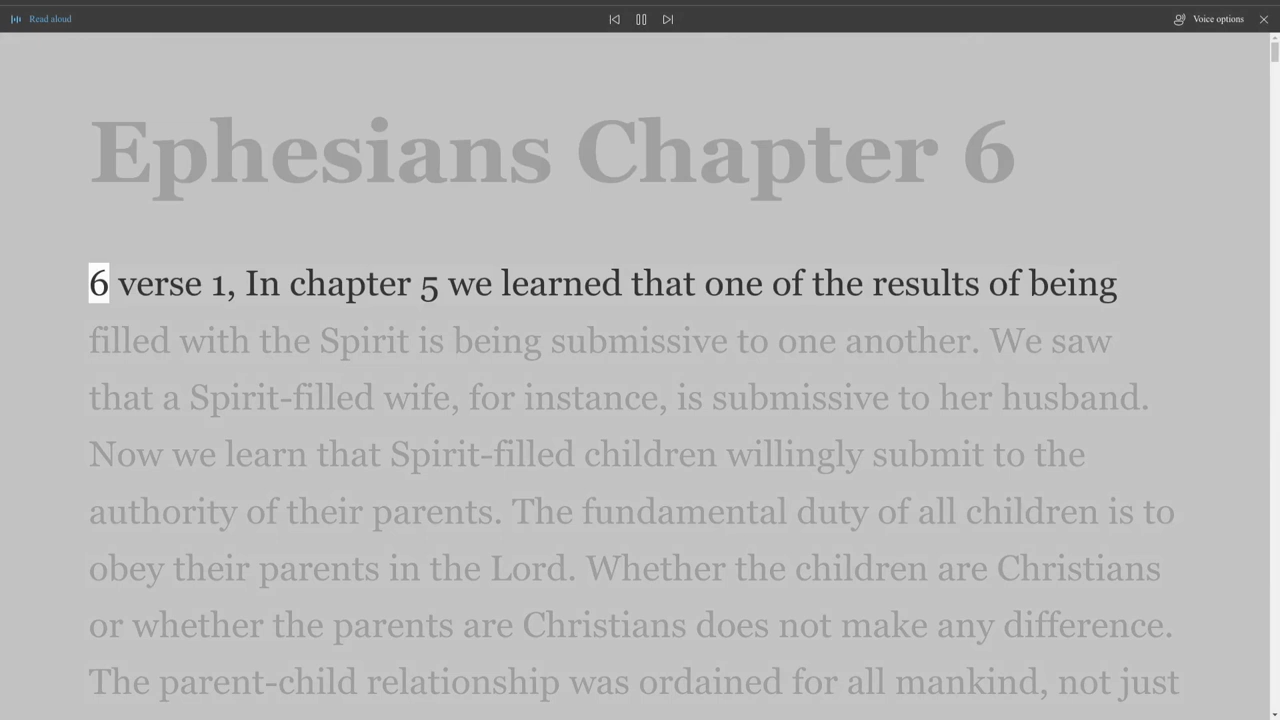 Read aloud
Voice options
Ephesians Chapter 6
6 verse 1, In chapter 5 we learned that one of the results of being
filled with the Spirit is being submissive to one another. We saw
that a Spirit-filled wife, for instance, is submissive to her husband.
Now we learn that Spirit-filled children willingly submit to the
authority of their parents. The fundamental duty of all children is to
obey their parents in the Lord. Whether the children are Christians
or whether the parents are Christians does not make any difference.
The parent-child relationship was ordained for all mankind, not just